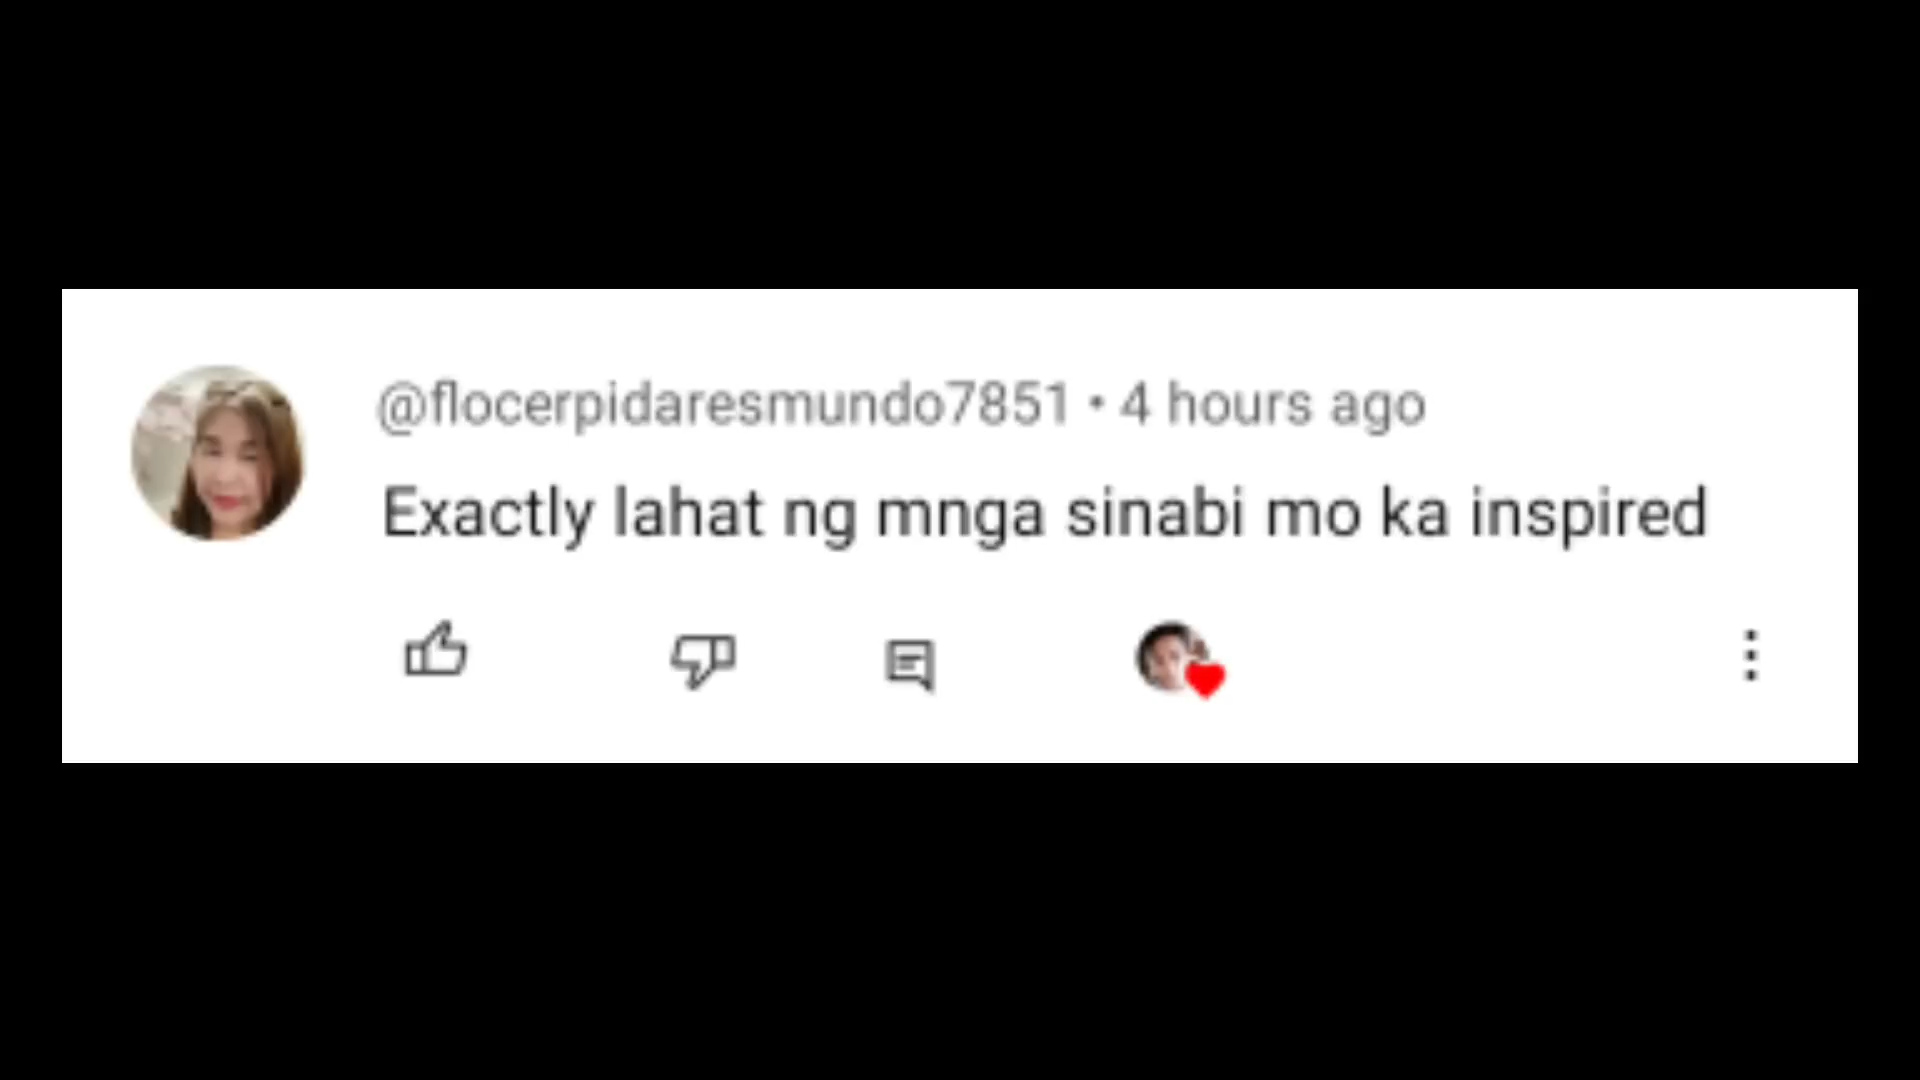 @flocerpidaresmundo7851 • 4 hours ago
Exactly lahat ng mnga sinabi mo ka inspired